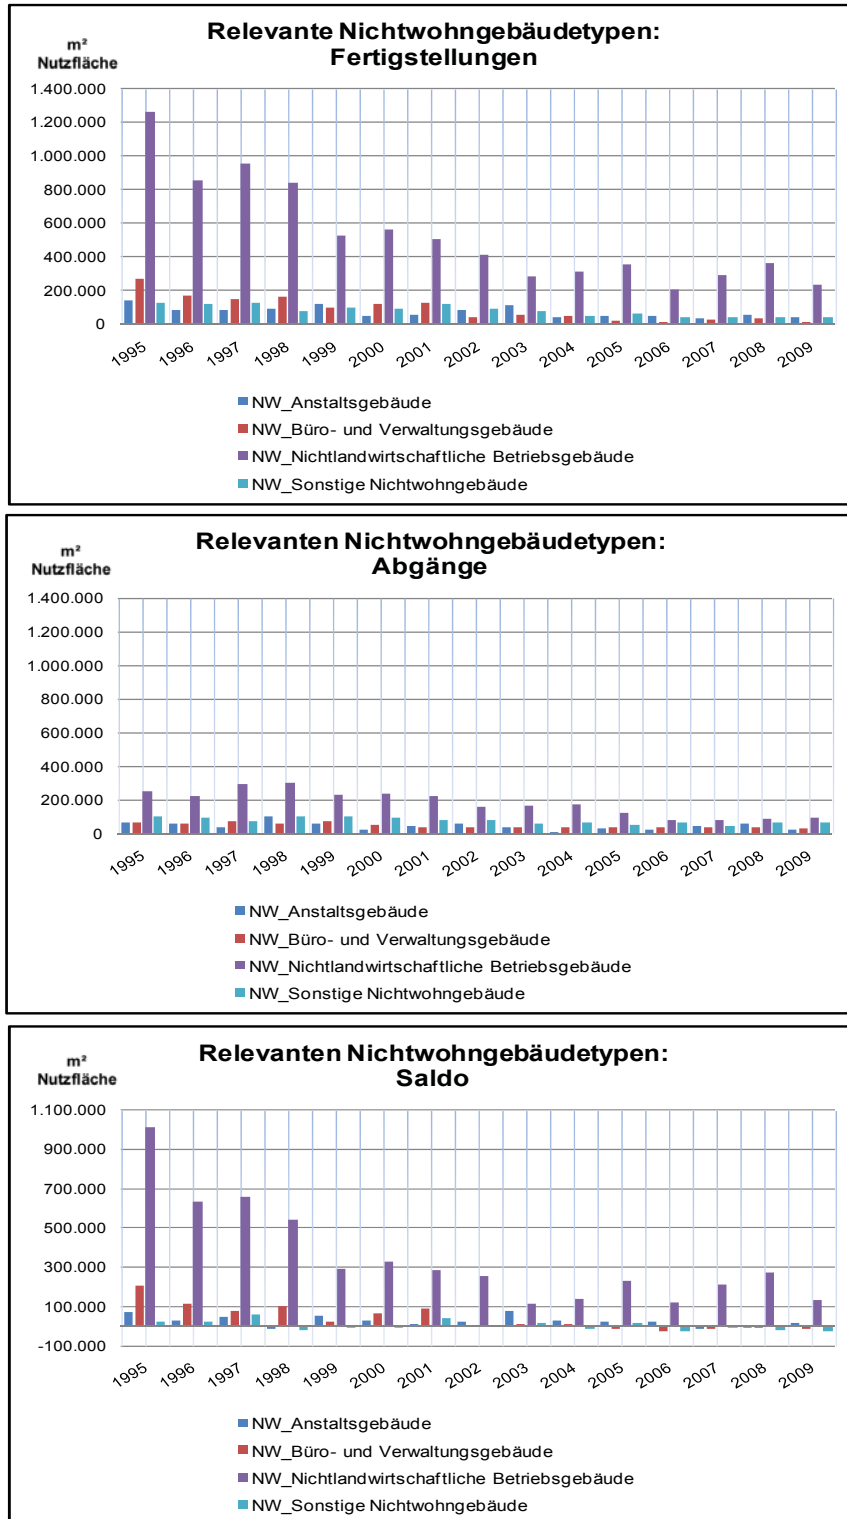 Relevante Nichtwohngebäudetypen:
Fertigstellungen
m²
Nutzfläche
1.400.000
1.200.000
1.000.000
800.000
600.000
400.000
200.000
0
1995 1996 1997 1998 1999 2000 2001 2002 2003 2004 2005 2006 2007 2008 2009
NW_Anstaltsgebäude
NW_Büro- und Verwaltungsgebäude
NW_Nichtlandwirtschaftliche Betriebsgebäude
NW_Sonstige Nichtwohngebäude
Relevanten Nichtwohngebäudetypen:
Abgänge
m²
Nutzfläche
1.400.000
1.200.000
1.000.000
800.000
600.000
400.000
200.000
0
1995 1996 1997 1998 1999 2000 2001 2002 2003 2004 2005 2006 2007 2008 2009
NW_Anstaltsgebäude
NW_Büro- und Verwaltungsgebäude
NW_Nichtlandwirtschaftliche Betriebsgebäude
NW_Sonstige Nichtwohngebäude
Relevanten Nichtwohngebäudetypen:
Saldo
m²
Nutzfläche
1.100.000
900.000
700.000
500.000
300.000
100.000
-100.000
1995 1996 1997 1998 1999 2000 2001 2002 2003 2004 2005 2006 2007 2008 2009
NW_Anstaltsgebäude
NW_Büro- und Verwaltungsgebäude
NW_Nichtlandwirtschaftliche Betriebsgebäude
NW_Sonstige Nichtwohngebäude